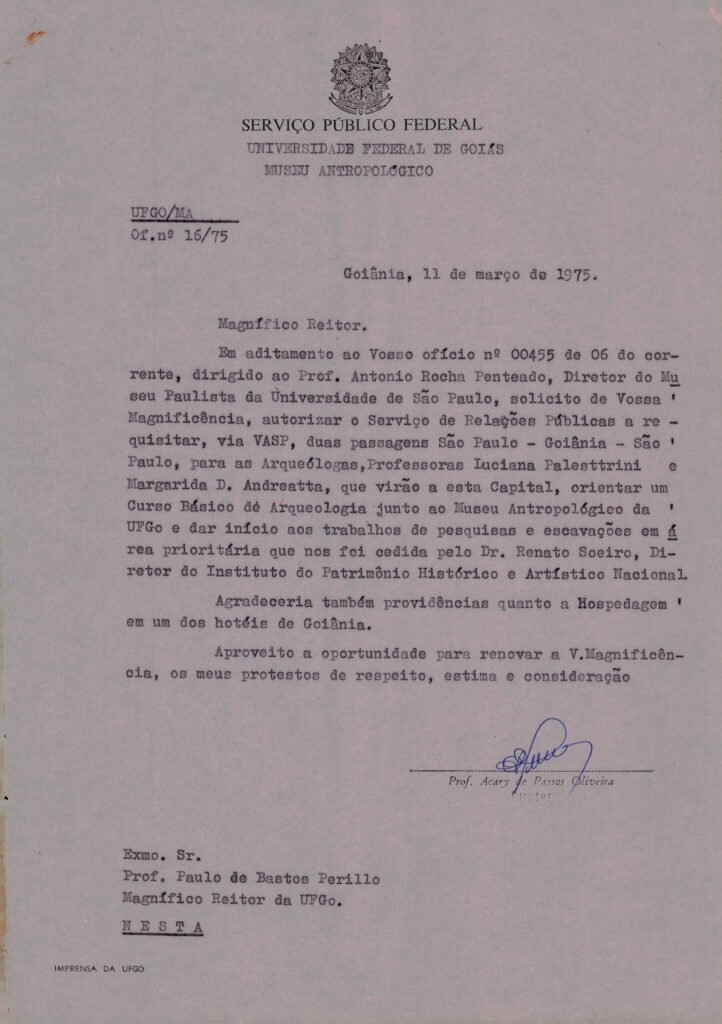 SERVIÇO PÚBLICO FEDERAL
UNIVERSIDADE FEDERAL DE GOIÁS
MUSEU ANTROPOLÓGICO
UFGO/MA
Of.nº 16/75
Goiânia, 11 de março de 1975.
Magnífico Reitor.
Em aditamento ao Vosso ofício nº 00455 de 06 do cor-
rente, dirigido ao Prof. Antonio Rocha Penteado, Diretor do Mu
seu Paulista da Universidade de São Paulo, solicito de Vossa '
Magnificência, autorizar o Serviço de Relações Públicas a re -
quisitar, via VASP, duas passagens São Paulo - Goiânia - São '
Paulo, para as Arqueólogas,Professoras Luciana Palesttrini e
Margarida D. Andreatta, que virão a esta Capital, orientar um
Curso Básico de Arqueologia junto ao Museu Antropológico da '
UFGo e dar início aos trabalhos de pesquisas e escavações em á
rea prioritária que nos foi cedida pelo Dr. Renato Soeiro, Di-
retor do Instituto do Patrimônio Histórico e Artístico Nacional
Agradeceria também providências quanto a Hospedagem '
em um dos hotéis de Goiânia.
Aproveito a oportunidade para renovar a V.Magnificên-
cia, os meus protestos de respeito, estima e consideração
Prof. Acary de Passos Oliveira
Exmo. Sr.
Prof. Paulo de Bastos Perillo
Magnífico Reitor da UFGo.
N E S T A
IMPRENSA DA UFGO